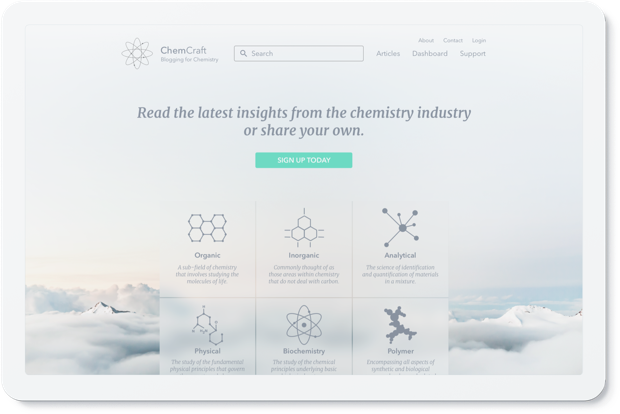 About Contact Login
ChemCraft
Blogging for Chemistry
Search
Articles Dashboard Support
Read the latest insights from the chemistry industry
or share your own.
SIGN UP TODAY
Organic
A sub-field of chemistry
that involves studying the
molecules of life.
Inorganic
Commonly thought of as
those areas within chemistry
that do not deal with carbon.
Analytical
The science of identification
and quantification of materials
in a mixture.
Physical
The study of the fundamental
physical principles that govern
Biochemistry
The study of the chemical
principles underlying basic
Polymer
Encompassing all aspects of
synthetic and biological